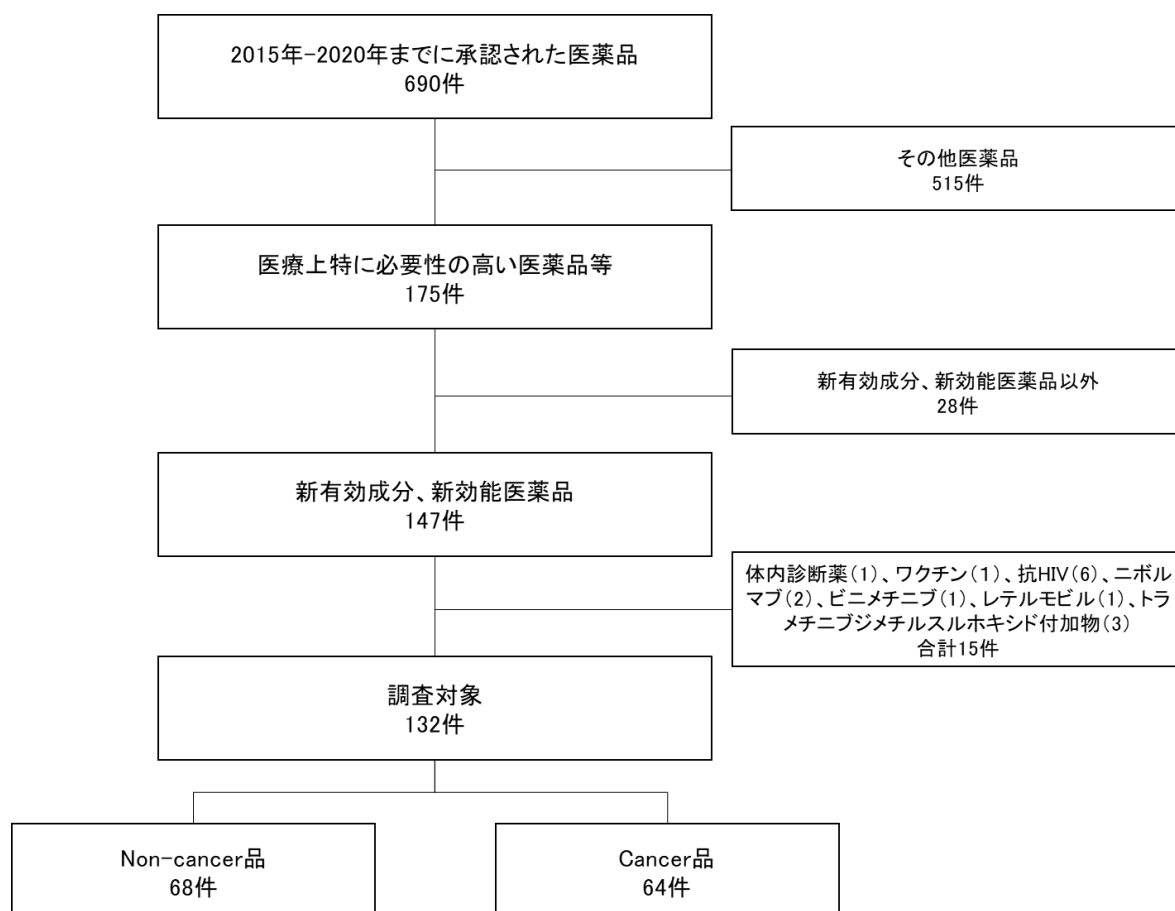 2015年-2020年までに承認された医薬品
690件
その他医薬品
515件
医療上特に必要性の高い医薬品等
175件
新有効成分、新効能医薬品以外
28件
新有効成分、新効能医薬品
147件
体内診断薬(1)、ワクチン(1)、抗HIV(6)、ニボル
マブ(2)、ビニメチニブ(1)、レテルモビル(1)、トラ
メチニブジメチルスルホキシド付加物(3)
合計15件
調査対象
132件
Non-cancer品
68件
Cancer品
64件